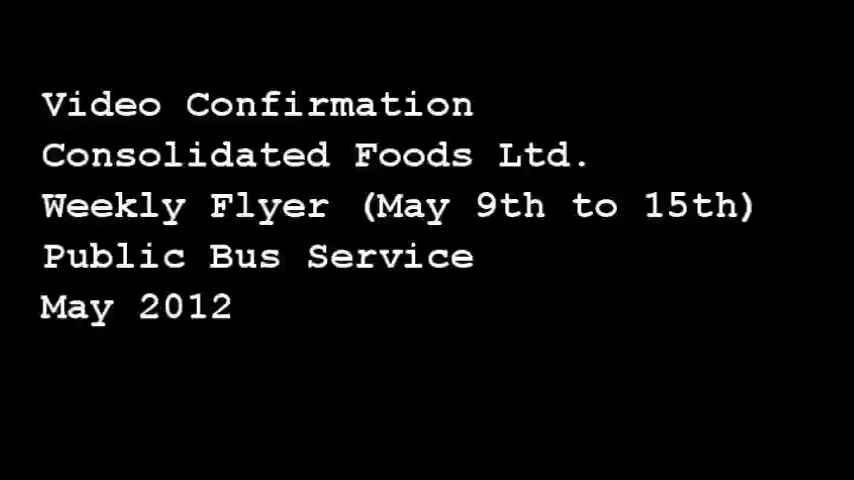 Video Confirmation
Consolidated Foods Ltd.
Weekly Flyer (May 9th to 15th)
Public Bus Service
May 2012